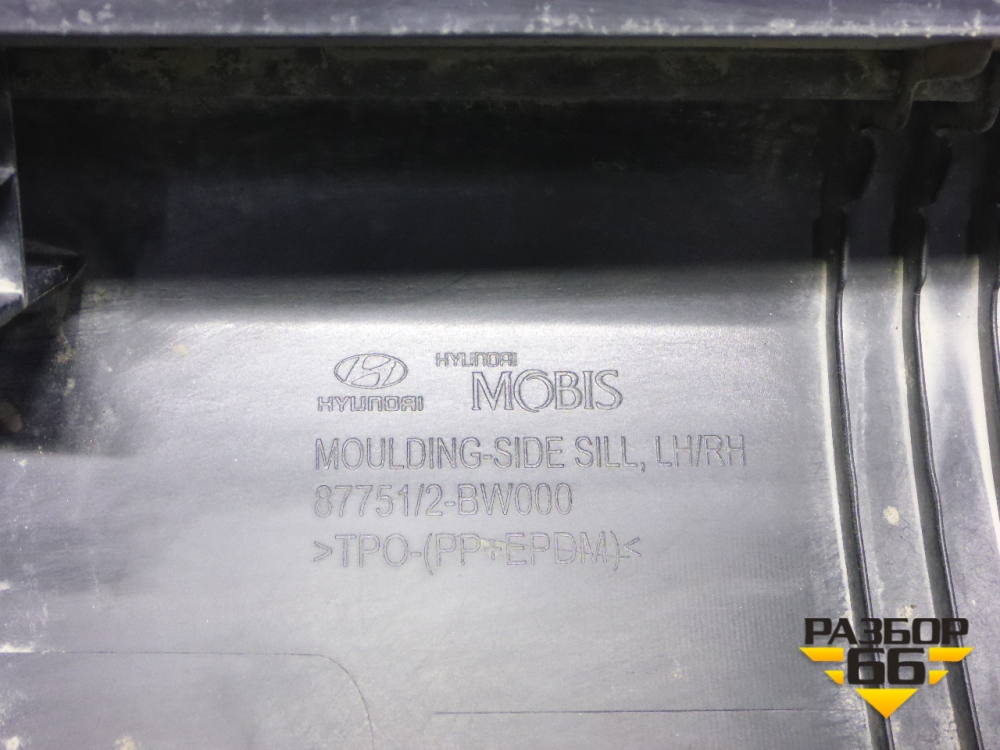 HYUNDAI
HYUNDAI
MOBIS
MOULDING-SIDE SILL, LH/RH
87751/2-BW000
>TPO-(PP+EPDM)<
РАЗБОР
66